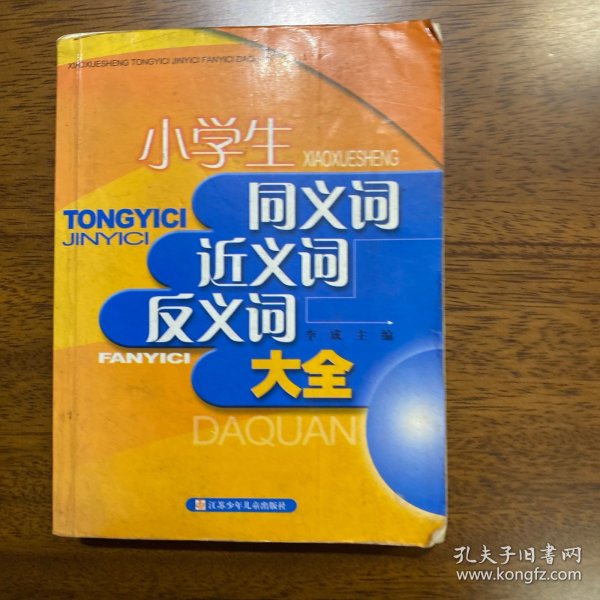 XIAOXUESHENG TONGYICI JINYICI FANYICI DAQUAN
小学生
XIAOXUESHENG
同义词
TONGYICI
JINYICI
近义词
反义词
李成主编
FANYICI
大全
DAQUAN
江苏少年儿童出版社
孔夫子旧書网
www.kongfz.com